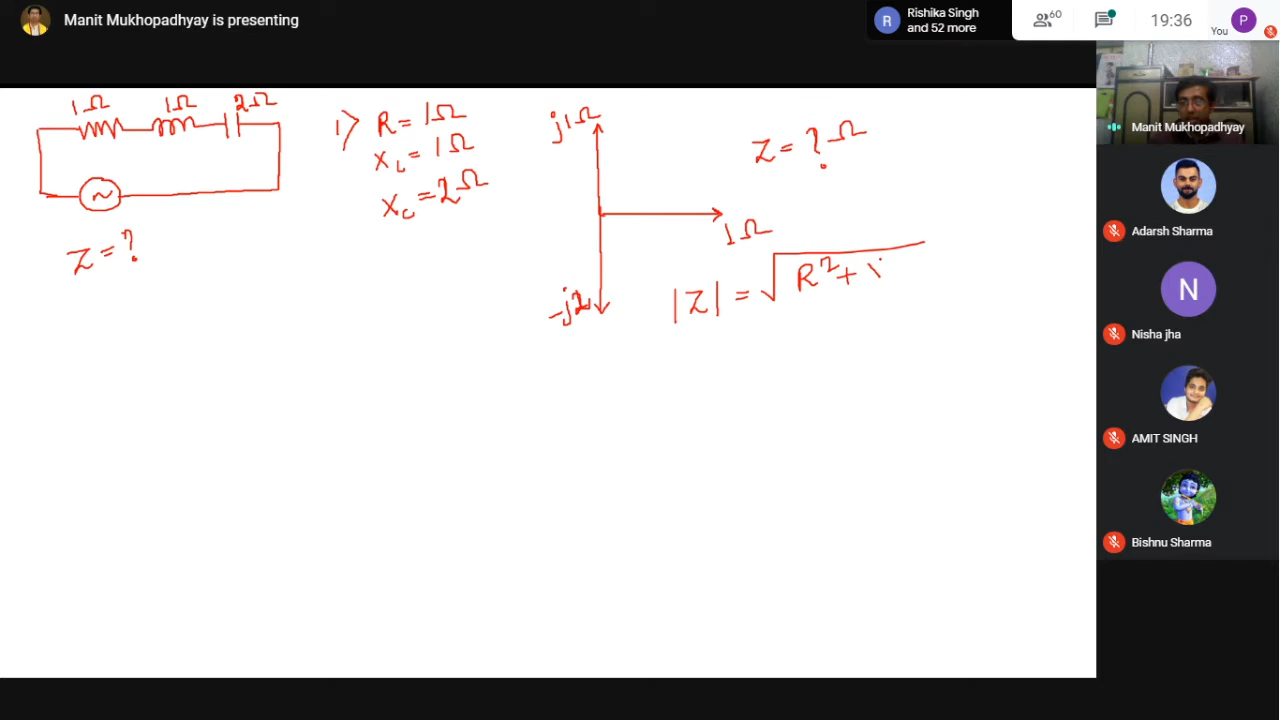 Manit Mukhopadhyay is presenting
R
Rishika Singh
and 52 more
60
19:36
You
P
1Ω 1Ω 2Ω
Z = ?
1> R = 1Ω
X_L = 1Ω
X_C = 2Ω
j1Ω
1Ω
-j2
Z = ? Ω
|Z| = √R² +
Manit Mukhopadhyay
Adarsh Sharma
N
Nisha jha
AMIT SINGH
Bishnu Sharma